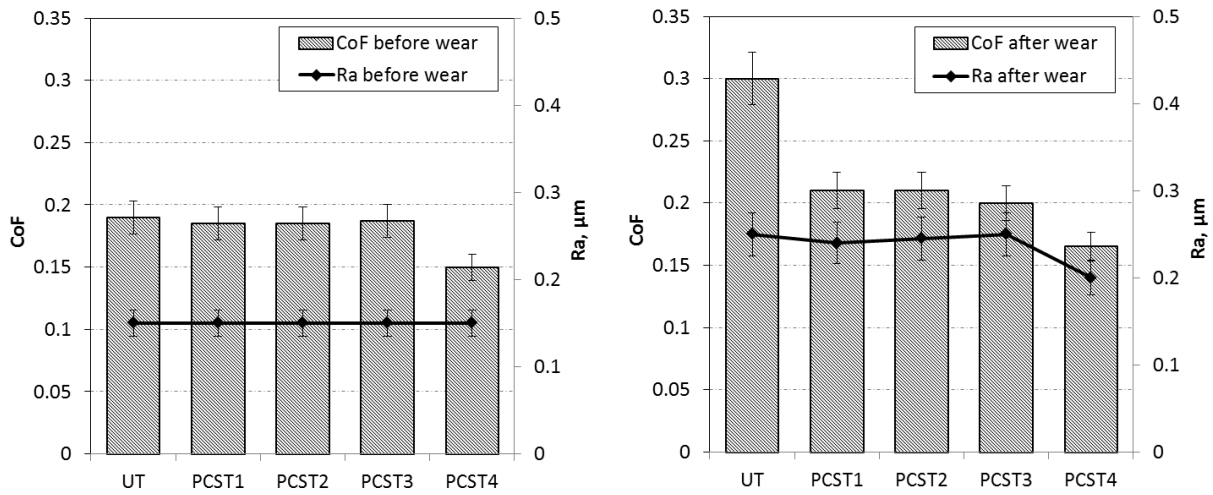 0.35
0.3
0.25
0.2
0.15
0.1
0.05
0
CoF
CoF before wear
Ra before wear
0.5
0.4
0.3
0.2
0.1
0
Ra, µm
UT PCST1 PCST2 PCST3 PCST4
0.35
0.3
0.25
0.2
0.15
0.1
0.05
0
CoF
CoF after wear
Ra after wear
0.5
0.4
0.3
0.2
0.1
0
Ra, µm
UT PCST1 PCST2 PCST3 PCST4